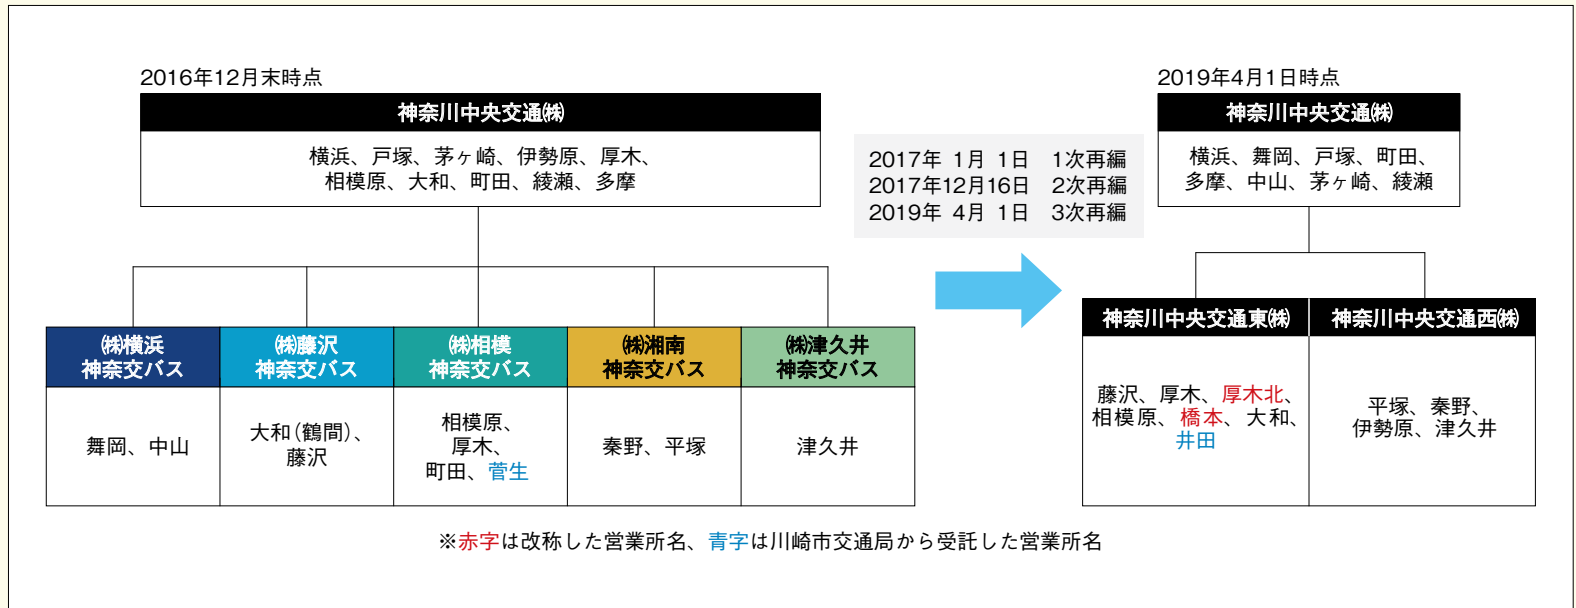 2016年12月末時点
神奈川中央交通㈱
横浜、戸塚、茅ヶ崎、伊勢原、厚木、
相模原、大和、町田、綾瀬、多摩
㈱横浜
神奈交バス
舞岡、中山
㈱藤沢
神奈交バス
大和(鶴間)、
藤沢
㈱相模
神奈交バス
相模原、
厚木、
町田、菅生
㈱湘南
神奈交バス
秦野、平塚
㈱津久井
神奈交バス
津久井
2017年 1月 1日　1次再編
2017年12月16日　2次再編
2019年 4月 1日　3次再編
2019年4月1日時点
神奈川中央交通㈱
横浜、舞岡、戸塚、町田、
多摩、中山、茅ヶ崎、綾瀬
神奈川中央交通東㈱
藤沢、厚木、厚木北、
相模原、橋本、大和、
井田
神奈川中央交通西㈱
平塚、秦野、
伊勢原、津久井
※赤字は改称した営業所名、青字は川崎市交通局から受託した営業所名